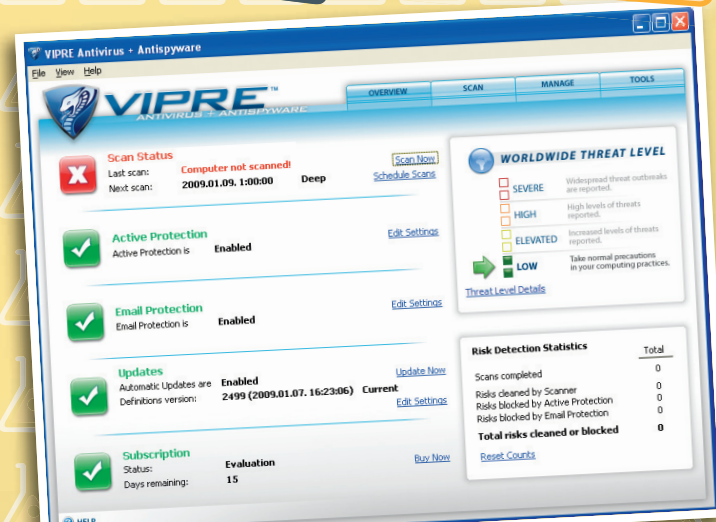 VIPRE Antivirus + Antispyware
File View Help
VIPRE™
ANTIVIRUS + ANTISPYWARE
OVERVIEW SCAN MANAGE TOOLS
Scan Status
Last scan: Computer not scanned! Scan Now
Next scan: 2009.01.09. 1:00:00 Deep Schedule Scans
Active Protection
Active Protection is Enabled Edit Settings
Email Protection
Email Protection is Enabled Edit Settings
Updates
Automatic Updates are Enabled Update Now
Definitions version: 2499 (2009.01.07. 16:23:06) Current
Edit Settings
Subscription
Status: Evaluation Buy Now
Days remaining: 15
HELP
WORLDWIDE THREAT LEVEL
SEVERE Widespread threat outbreaks
are reported.
HIGH High levels of threats
reported.
ELEVATED Increased levels of threats
reported.
LOW Take normal precautions
in your computing practices.
Threat Level Details
Risk Detection Statistics Total
Scans completed 0
Risks cleaned by Scanner 0
Risks blocked by Active Protection 0
Risks blocked by Email Protection 0
Total risks cleaned or blocked 0
Reset Counts